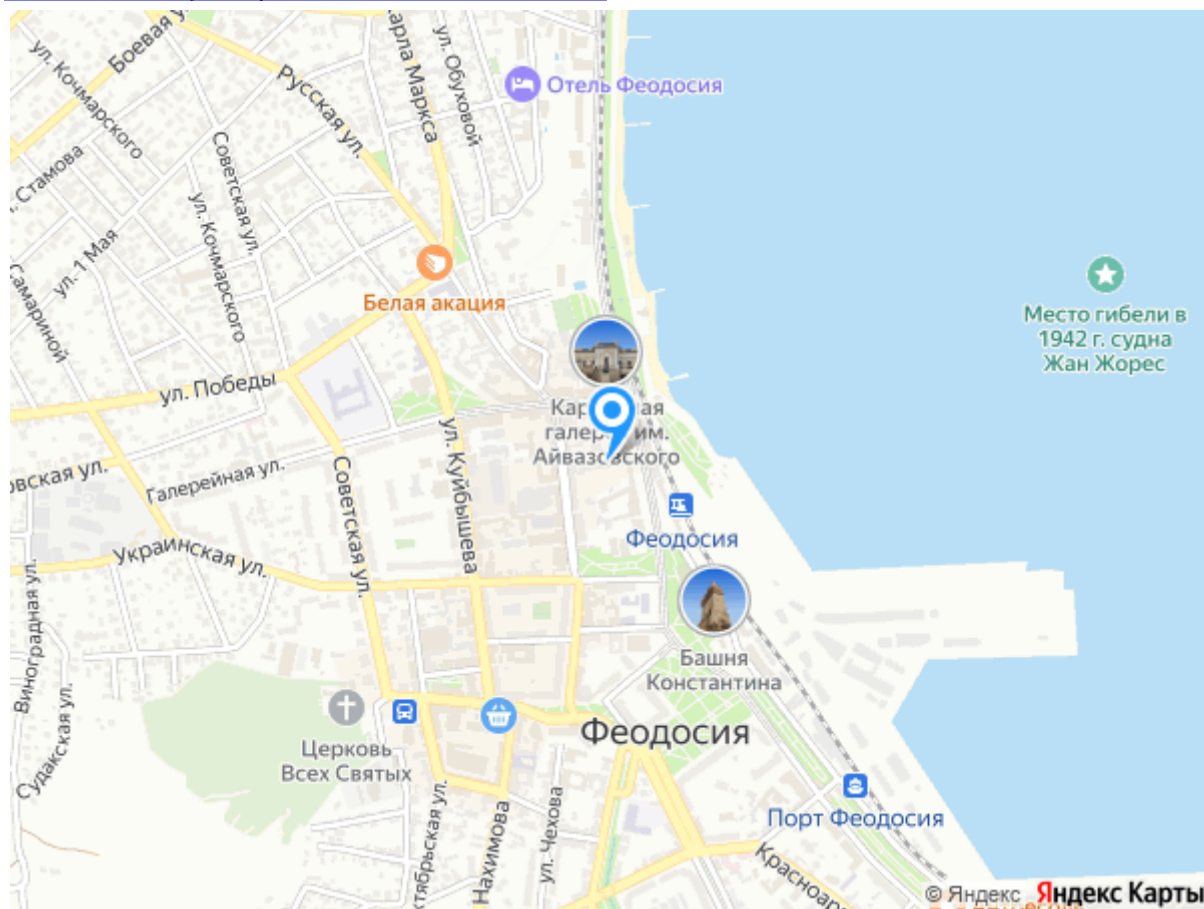 Боевая
ул. Кочмарского
Русская ул.
Карла Маркса
ул. Обуховой
Отель Феодосия
Стамова
Советская ул.
ул. Кочмарского
ул. 1 Мая
Самариной
Белая акация
Место гибели в
1942 г. судна
Жан Жорес
ул. Победы
им.
Айвазовского
Галерейная ул.
ул. Куйбышева
Советская ул.
Украинская ул.
Феодосия
Виноградная ул.
Судакская ул.
Башня
Константина
Церковь
Всех Святых
Феодосия
Порт Феодосия
Нахимова
ул. Чехова
© Яндекс Яндекс Карты